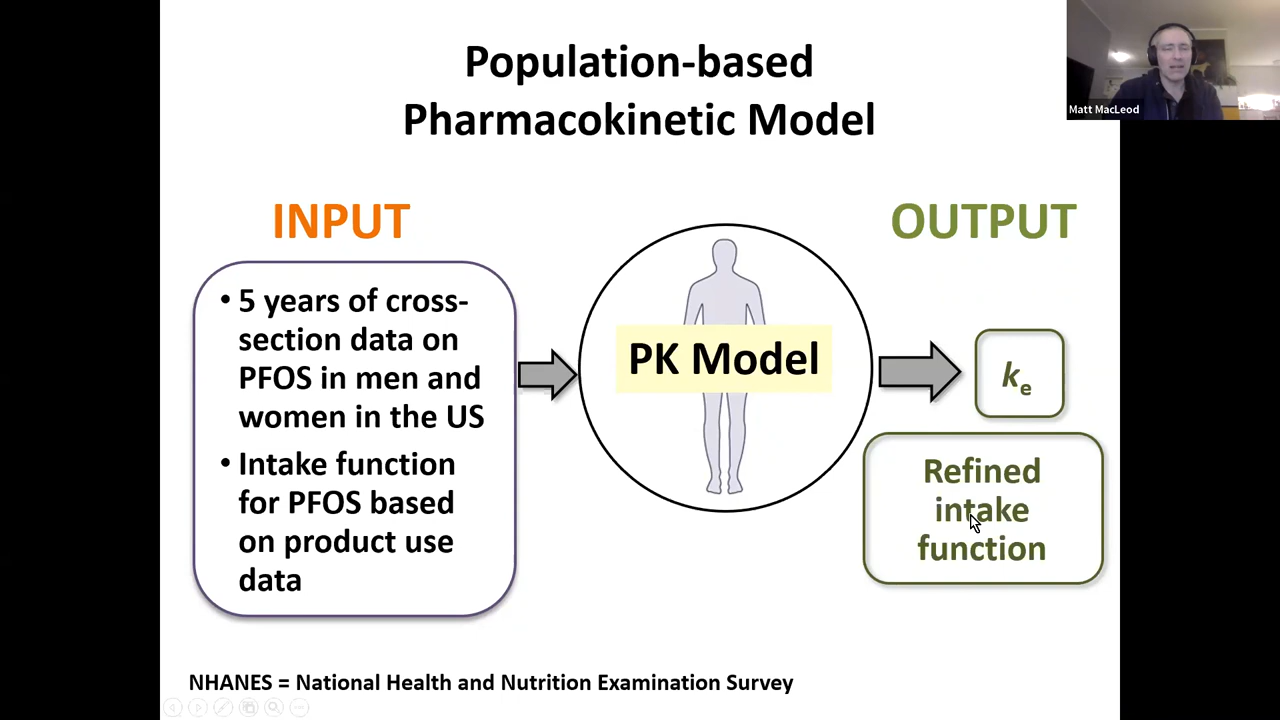 Population-based
Pharmacokinetic Model
Matt MacLeod
INPUT
OUTPUT
• 5 years of cross-
section data on
PFOS in men and
women in the US
• Intake function
for PFOS based
on product use
data
PK Model
ke
Refined
intake
function
NHANES = National Health and Nutrition Examination Survey